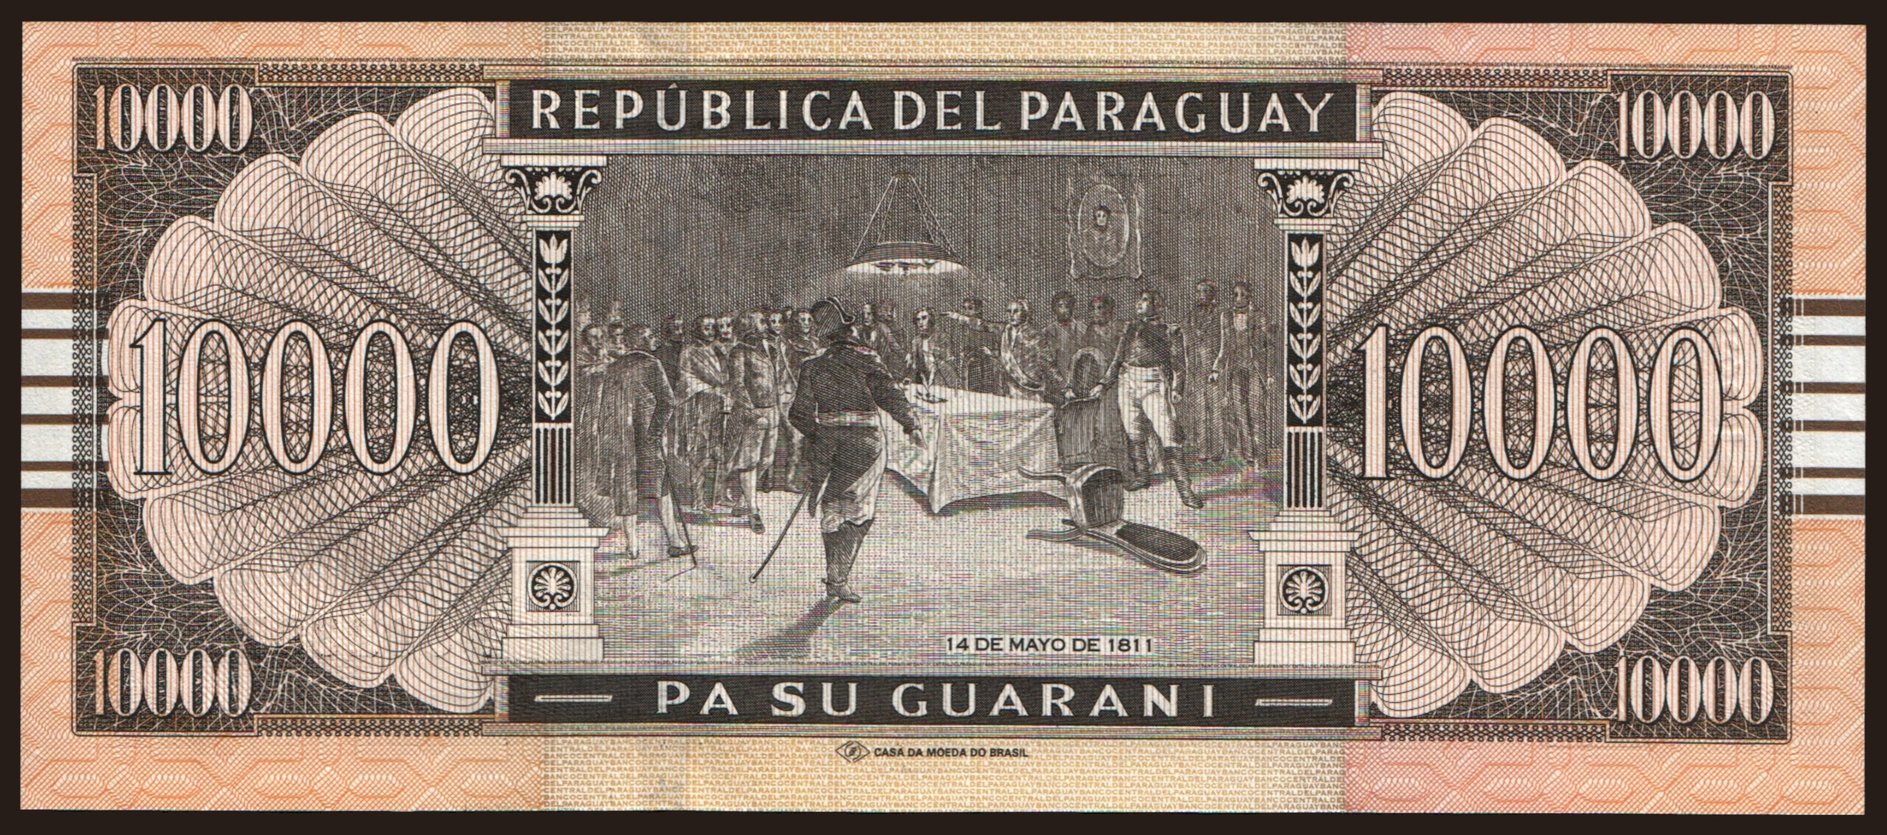 10000 REPÚBLICA DEL PARAGUAY 10000
10000 10000
14 DE MAYO DE 1811
10000 PA SU GUARANI 10000
CASA DA MOEDA DO BRASIL